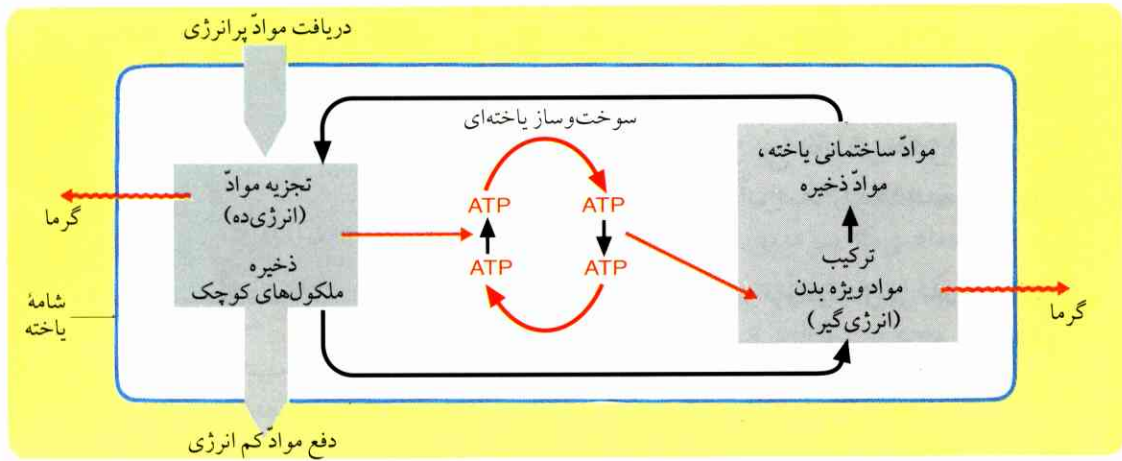 دریافت موادّ پرانرژی
سوخت‌وساز یاخته‌ای
موادّ ساختمانی یاخته،
موادّ ذخیره
ترکیب
مواد ویژه بدن
(انرژی‌گیر)
گرما
ATP
ATP
ATP
ATP
تجزیه موادّ
(انرژی‌ده)
ذخیره
ملکول‌های کوچک
گرما
شامهٔ
یاخته
دفع موادّ کم انرژی